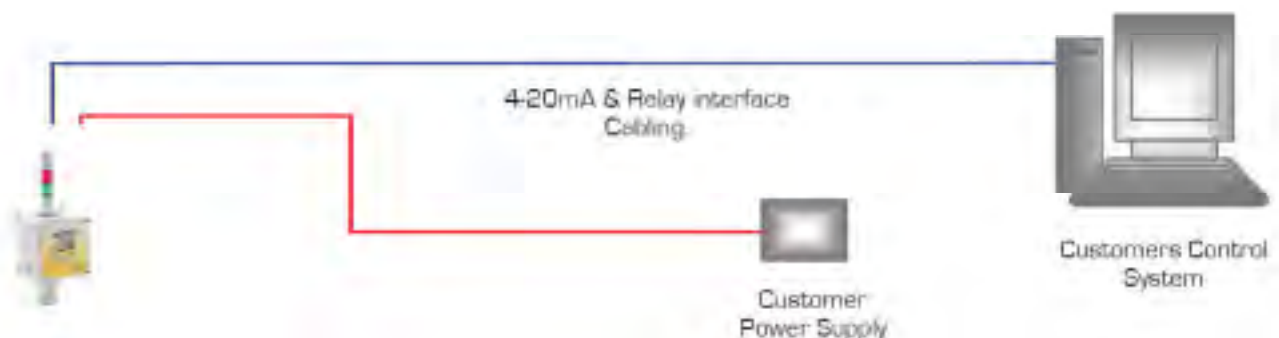 4-20mA & Relay interface
Cabling.
Customers Control
System
Customer
Power Supply